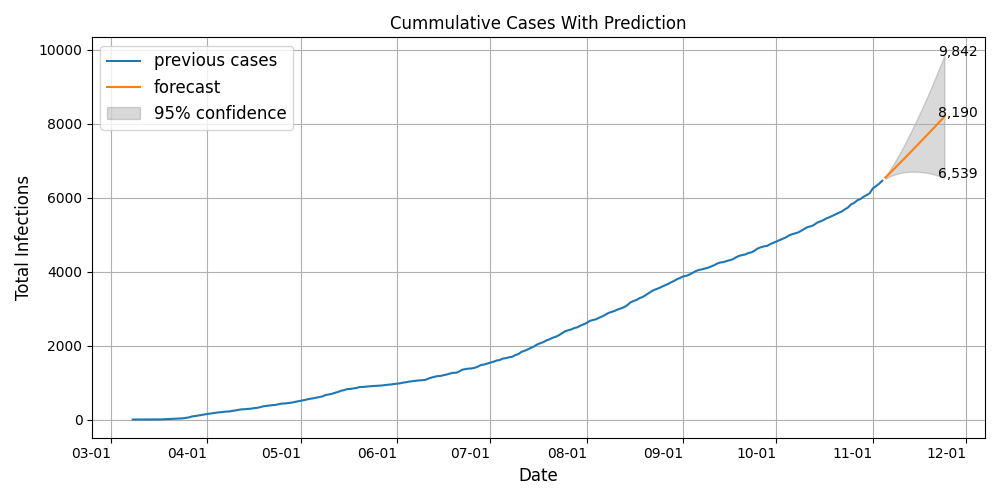 Cummulative Cases With Prediction
10000
8000
6000
4000
2000
0
Total Infections
previous cases
forecast
95% confidence
9,842
8,190
6,539
03-01 04-01 05-01 06-01 07-01 08-01 09-01 10-01 11-01 12-01
Date